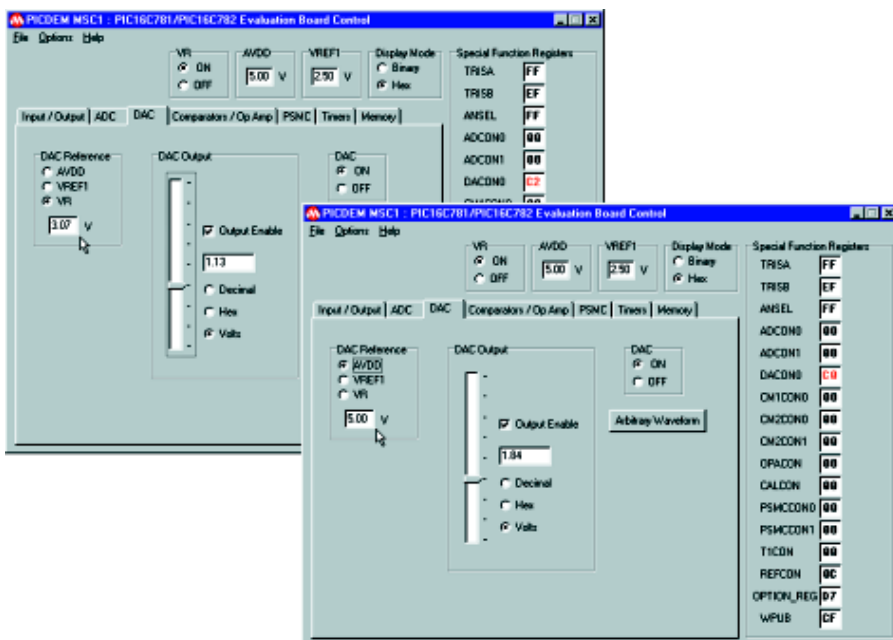 PICDEM MSC1 : PIC16C781/PIC16C782 Evaluation Board Control
File Options Help
VR
ON
OFF
AVDD
5.00 V
VREF1
2.50 V
Display Mode
Binary
Hex
Special Function Registers
TRISA FF
TRISB EF
ANSEL FF
ADCON0 00
ADCON1 00
DACON0 C2
Input / Output ADC DAC Comparators / Op Amp PSMC Timers Memory
DAC Reference
AVDD
VREF1
VR
3.07 V
DAC Output
Output Enable
1.13
Decimal
Hex
Volts
DAC
ON
OFF
PICDEM MSC1 : PIC16C781/PIC16C782 Evaluation Board Control
File Options Help
VR
ON
OFF
AVDD
5.00 V
VREF1
2.50 V
Display Mode
Binary
Hex
Special Function Registers
TRISA FF
TRISB EF
ANSEL FF
ADCON0 00
ADCON1 00
DACON0 C0
CM1CON0 00
CM2CON0 00
CM2CON1 00
OPACON 00
CALCON 00
PSMCCON0 00
PSMCCON1 00
T1CON 00
REFCON 0C
OPTION_REG D7
WPUB CF
Input / Output ADC DAC Comparators / Op Amp PSMC Timers Memory
DAC Reference
AVDD
VREF1
VR
5.00 V
DAC Output
Output Enable
1.84
Decimal
Hex
Volts
DAC
ON
OFF
Arbitrary Waveform